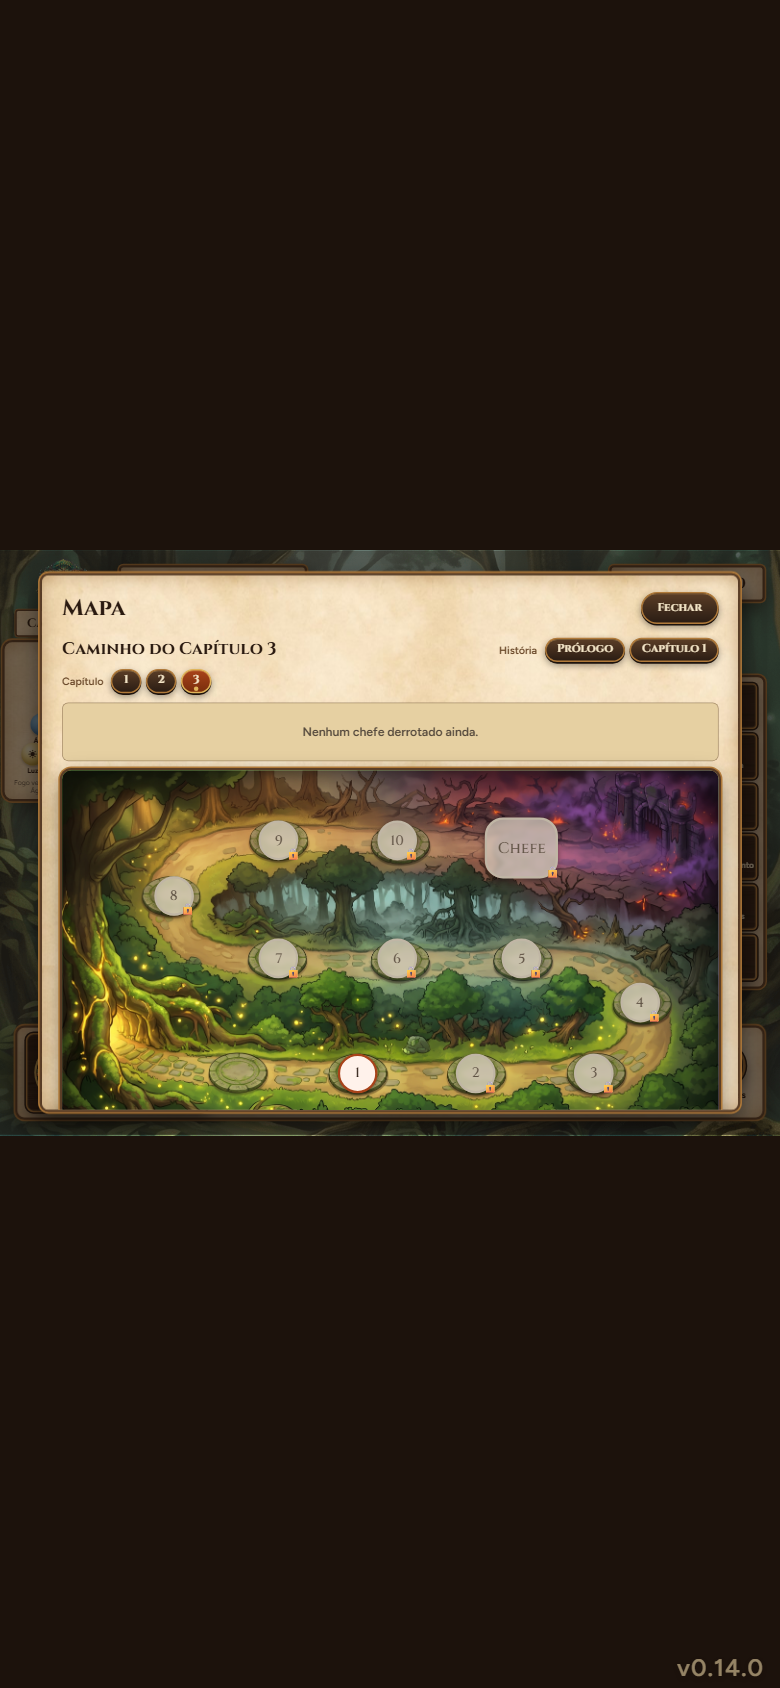 Mapa
Fechar
Caminho do Capítulo 3
História
Prólogo
Capítulo 1
Capítulo
1
2
3
Nenhum chefe derrotado ainda.
9
10
Chefe
8
7
6
5
4
1
2
3
v0.14.0